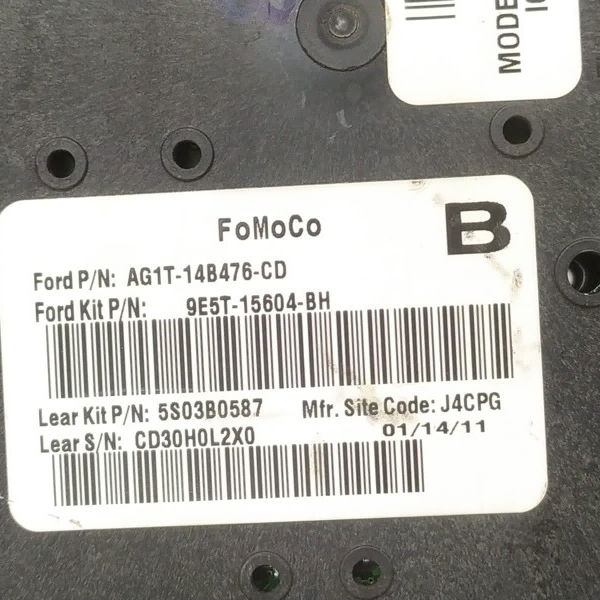 MODE
FoMoCo
B
Ford P/N: AG1T-14B476-CD
Ford Kit P/N: 9E5T-15604-BH
Lear Kit P/N: 5S03B0587 Mfr. Site Code: J4CPG
Lear S/N: CD30H0L2X0 01/14/11